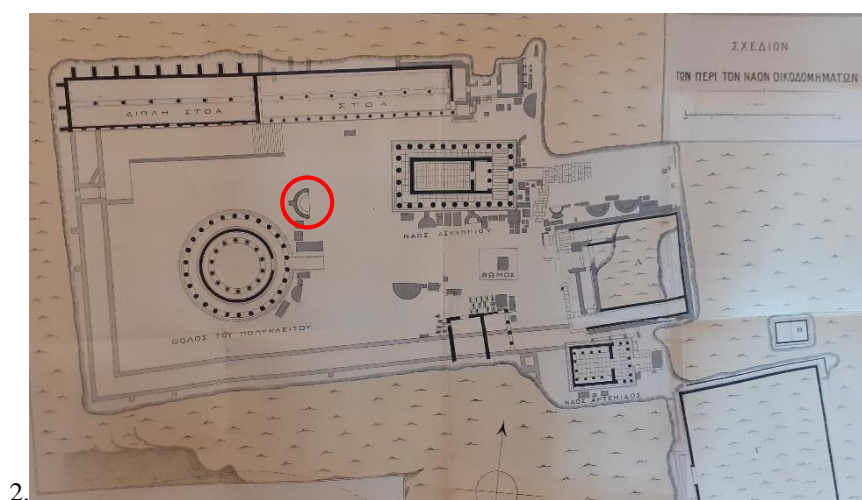 ΣΧΕΔΙΟΝ
ΤΩΝ ΠΕΡΙ ΤΟΝ ΝΑΟΝ ΟΙΚΟΔΟΜΗΜΑΤΩΝ
ΔΙΠΛΗ ΣΤΟΑ
ΣΤΟΑ
ΝΑΟΣ ΑΣΚΛΗΠΙΟΥ
ΒΩΜΟΣ
Λ
ΘΟΛΟΣ ΤΟΥ ΠΟΛΥΚΛΕΙΤΟΥ
Β
ΝΑΟΣ ΑΡΤΕΜΙΔΟΣ
Γ
2.